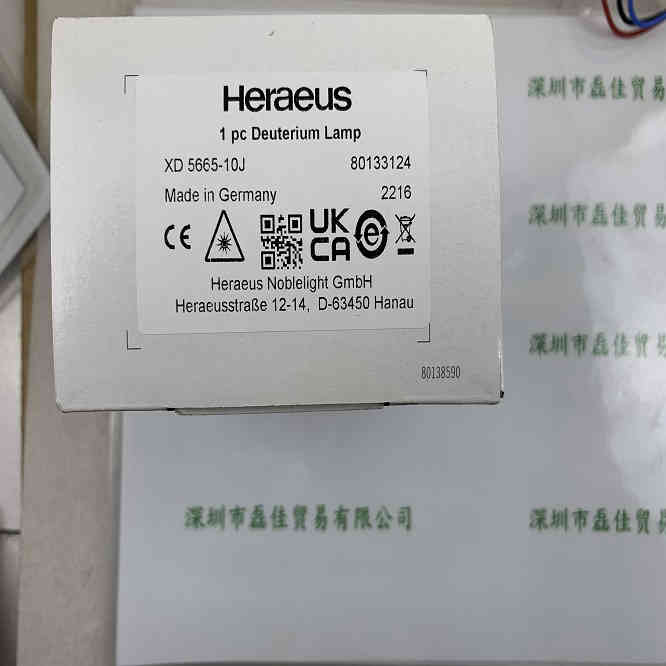 Heraeus
1 pc Deuterium Lamp
XD 5665-10J 80133124
Made in Germany 2216
CE UK CA e
Heraeus Noblelight GmbH
Heraeusstraße 12-14, D-63450 Hanau
80138590
深圳市磊佳贸易
深圳市磊佳贸易
深圳市磊佳贸易
深圳市磊佳贸易有限公司 深圳市磊佳贸易